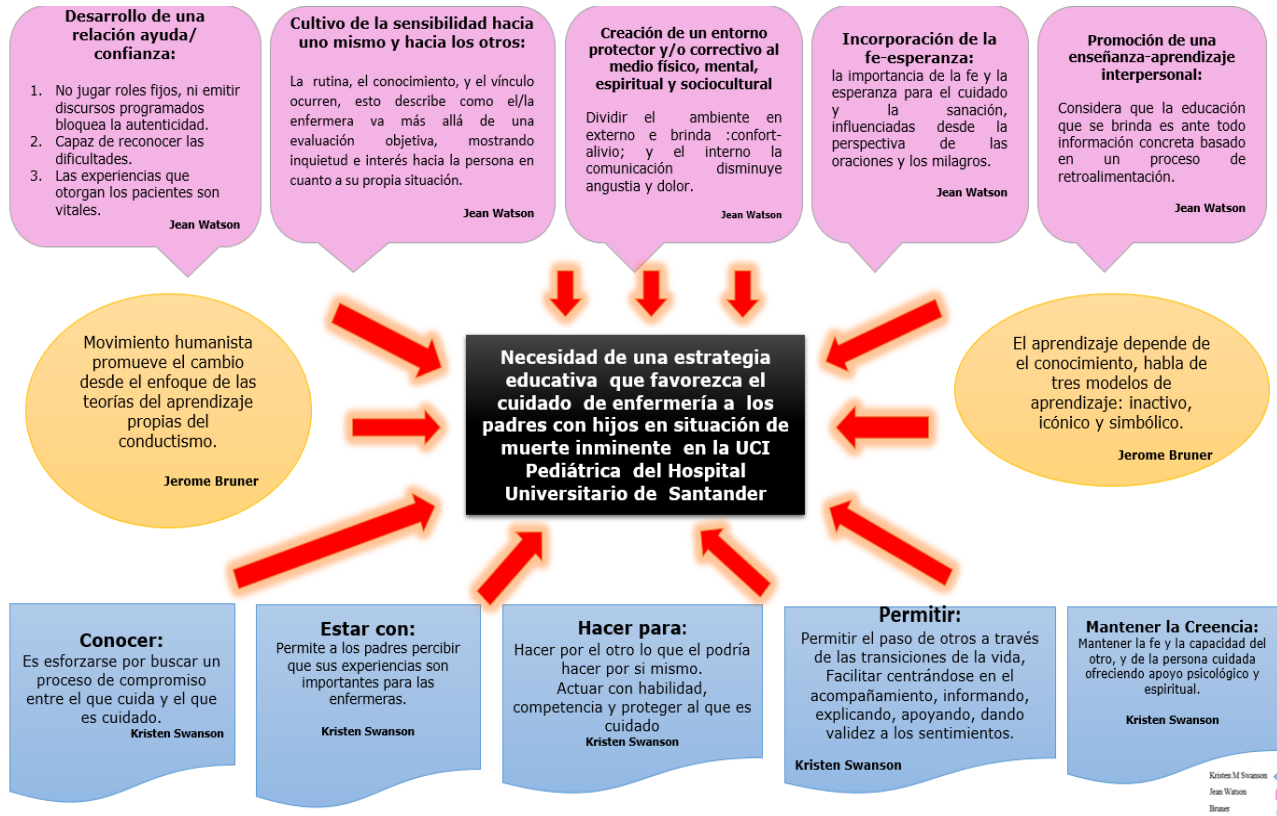 Desarrollo de una
relación ayuda/
confianza:
1. No jugar roles fijos, ni emitir
discursos programados
bloquea la autenticidad.
2. Capaz de reconocer las
dificultades.
3. Las experiencias que
otorgan los pacientes son
vitales.
Jean Watson
Cultivo de la sensibilidad hacia
uno mismo y hacia los otros:
La rutina, el conocimiento, y el vínculo
ocurren, esto describe como el/la
enfermera va más allá de una
evaluación objetiva, mostrando
inquietud e interés hacia la persona en
cuanto a su propia situación.
Jean Watson
Creación de un entorno
protector y/o correctivo al
medio físico, mental,
espiritual y sociocultural
Dividir el ambiente en
externo e brinda :confort-
alivio; y el interno la
comunicación disminuye
angustia y dolor.
Jean Watson
Incorporación de la
fe-esperanza:
la importancia de la fe y la
esperanza para el cuidado
y la sanación,
influenciadas desde la
perspectiva de las
oraciones y los milagros.
Jean Watson
Promoción de una
enseñanza-aprendizaje
interpersonal:
Considera que la educación
que se brinda es ante todo
información concreta basado
en un proceso de
retroalimentación.
Jean Watson
Movimiento humanista
promueve el cambio
desde el enfoque de las
teorías del aprendizaje
propias del
conductismo.
Jerome Bruner
Necesidad de una estrategia
educativa que favorezca el
cuidado de enfermería a los
padres con hijos en situación de
muerte inminente en la UCI
Pediátrica del Hospital
Universitario de Santander
El aprendizaje depende de
el conocimiento, habla de
tres modelos de
aprendizaje: inactivo,
icónico y simbólico.
Jerome Bruner
Conocer:
Es esforzarse por buscar un
proceso de compromiso
entre el que cuida y el que
es cuidado.
Kristen Swanson
Estar con:
Permite a los padres percibir
que sus experiencias son
importantes para las
enfermeras.
Kristen Swanson
Hacer para:
Hacer por el otro lo que el podría
hacer por si mismo.
Actuar con habilidad,
competencia y proteger al que es
cuidado
Kristen Swanson
Permitir:
Permitir el paso de otros a través
de las transiciones de la vida,
Facilitar centrándose en el
acompañamiento, informando,
explicando, apoyando, dando
validez a los sentimientos.
Kristen Swanson
Mantener la Creencia:
Mantener la fe y la capacidad del
otro, y de la persona cuidada
ofreciendo apoyo psicológico y
espiritual.
Kristen Swanson
Kristen M Swanson
Jean Watson
Bruner